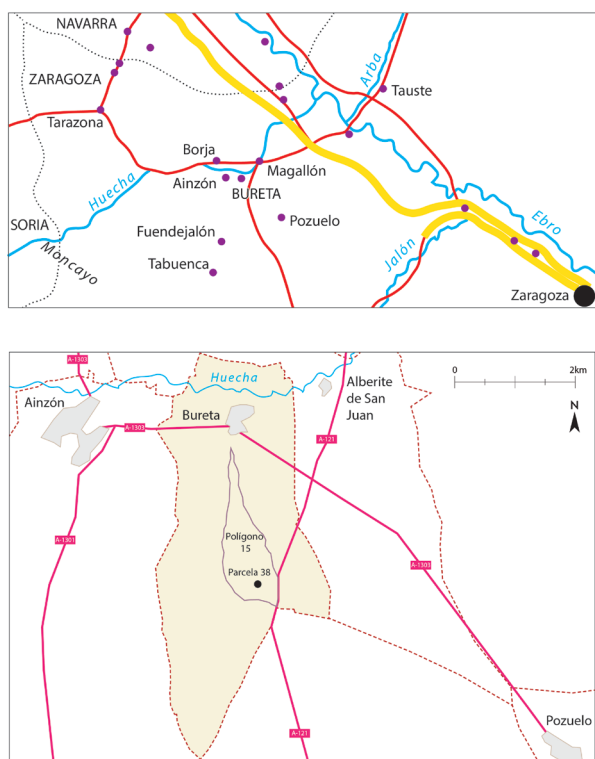 NAVARRA
ZARAGOZA
Tarazona
Arba
Tauste
Borja
Magallón
Huecha
Ainzón
BURETA
SORIA
Moncayo
Fuendejalón
Pozuelo
Tabuenca
Jalón
Ebro
Zaragoza
A-1303
Huecha
Ainzón
Bureta
Alberite
de San
Juan
0 2km
N
A-1303
A-121
A-1301
Polígono
15
Parcela 38
A-1303
A-121
Pozuelo